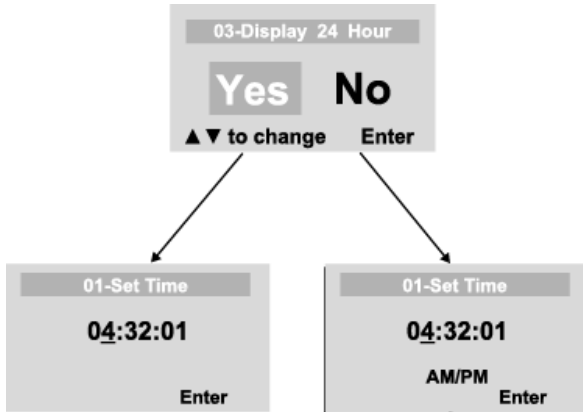 03-Display 24 Hour
Yes No
▲ ▼ to change Enter
01-Set Time
04:32:01
Enter
01-Set Time
04:32:01
AM/PM
Enter